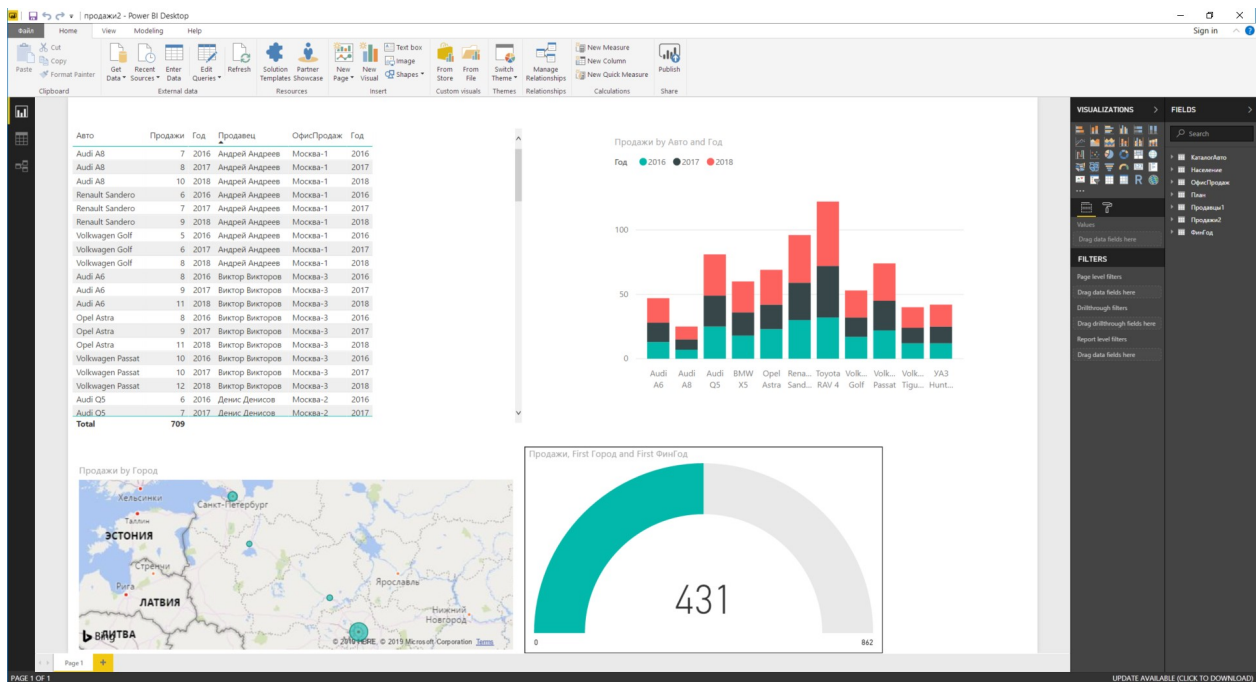 продажи2 - Power BI Desktop
Файл Home View Modeling Help Sign in
Paste Cut
Copy
Format Painter
Clipboard
Get Data Recent Sources Enter Data Edit Queries Refresh
External data
Solution Templates Partner Showcase
Resources
New Page New Visual Text box
Image
Shapes
Insert
From Store From File
Custom visuals
Switch Theme
Themes
Manage Relationships
Relationships
New Measure
New Column
New Quick Measure
Calculations
Publish
Share
Авто Продажи Год Продавец ОфисПродаж Год
Audi A8 7 2016 Андрей Андреев Москва-1 2016
Audi A8 8 2017 Андрей Андреев Москва-1 2017
Audi A8 10 2018 Андрей Андреев Москва-1 2018
Renault Sandero 6 2016 Андрей Андреев Москва-1 2016
Renault Sandero 7 2017 Андрей Андреев Москва-1 2017
Renault Sandero 9 2018 Андрей Андреев Москва-1 2018
Volkwagen Golf 5 2016 Андрей Андреев Москва-1 2016
Volkwagen Golf 6 2017 Андрей Андреев Москва-1 2017
Volkwagen Golf 8 2018 Андрей Андреев Москва-1 2018
Audi A6 8 2016 Виктор Викторов Москва-3 2016
Audi A6 9 2017 Виктор Викторов Москва-3 2017
Audi A6 11 2018 Виктор Викторов Москва-3 2018
Opel Astra 8 2016 Виктор Викторов Москва-3 2016
Opel Astra 9 2017 Виктор Викторов Москва-3 2017
Opel Astra 11 2018 Виктор Викторов Москва-3 2018
Volkwagen Passat 10 2016 Виктор Викторов Москва-3 2016
Volkwagen Passat 10 2017 Виктор Викторов Москва-3 2017
Volkwagen Passat 12 2018 Виктор Викторов Москва-3 2018
Audi Q5 6 2016 Денис Денисов Москва-2 2016
Audi Q5 7 2017 Денис Денисов Москва-2 2017
Total 709
Продажи by Авто and Год
Год 2016 2017 2018
100
50
0
Audi A6
Audi A8
Audi Q5
BMW X5
Opel Astra
Rena... Sand...
Toyota RAV 4
Volk... Golf
Volk... Passat
Volk... Tigu...
УАЗ Hunt...
Продажи by Город
Хельсинки
Санкт-Петербург
Таллин
ЭСТОНИЯ
Стренчи
Рига
Ярославль
ЛАТВИЯ
Нижний
Новгород
Bing
ЛИТВА
© 2019 HERE, © 2019 Microsoft Corporation Terms
Продажи, First Город and First ФинГод
431
0 862
VISUALIZATIONS
R
Values
Drag data fields here
FILTERS
Page level filters
Drag data fields here
Drillthrough filters
Drag drillthrough fields here
Report level filters
Drag data fields here
FIELDS
Search
КаталогАвто
Население
ОфисПродаж
План
Продавцы1
Продажи2
ФинГод
Page 1
PAGE 1 OF 1
UPDATE AVAILABLE (CLICK TO DOWNLOAD)